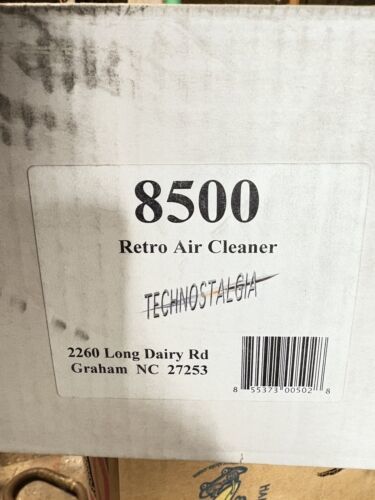 8500
Retro Air Cleaner
TECHNOSTALGIA
2260 Long Dairy Rd
Graham NC 27253
8 55373 00502 8